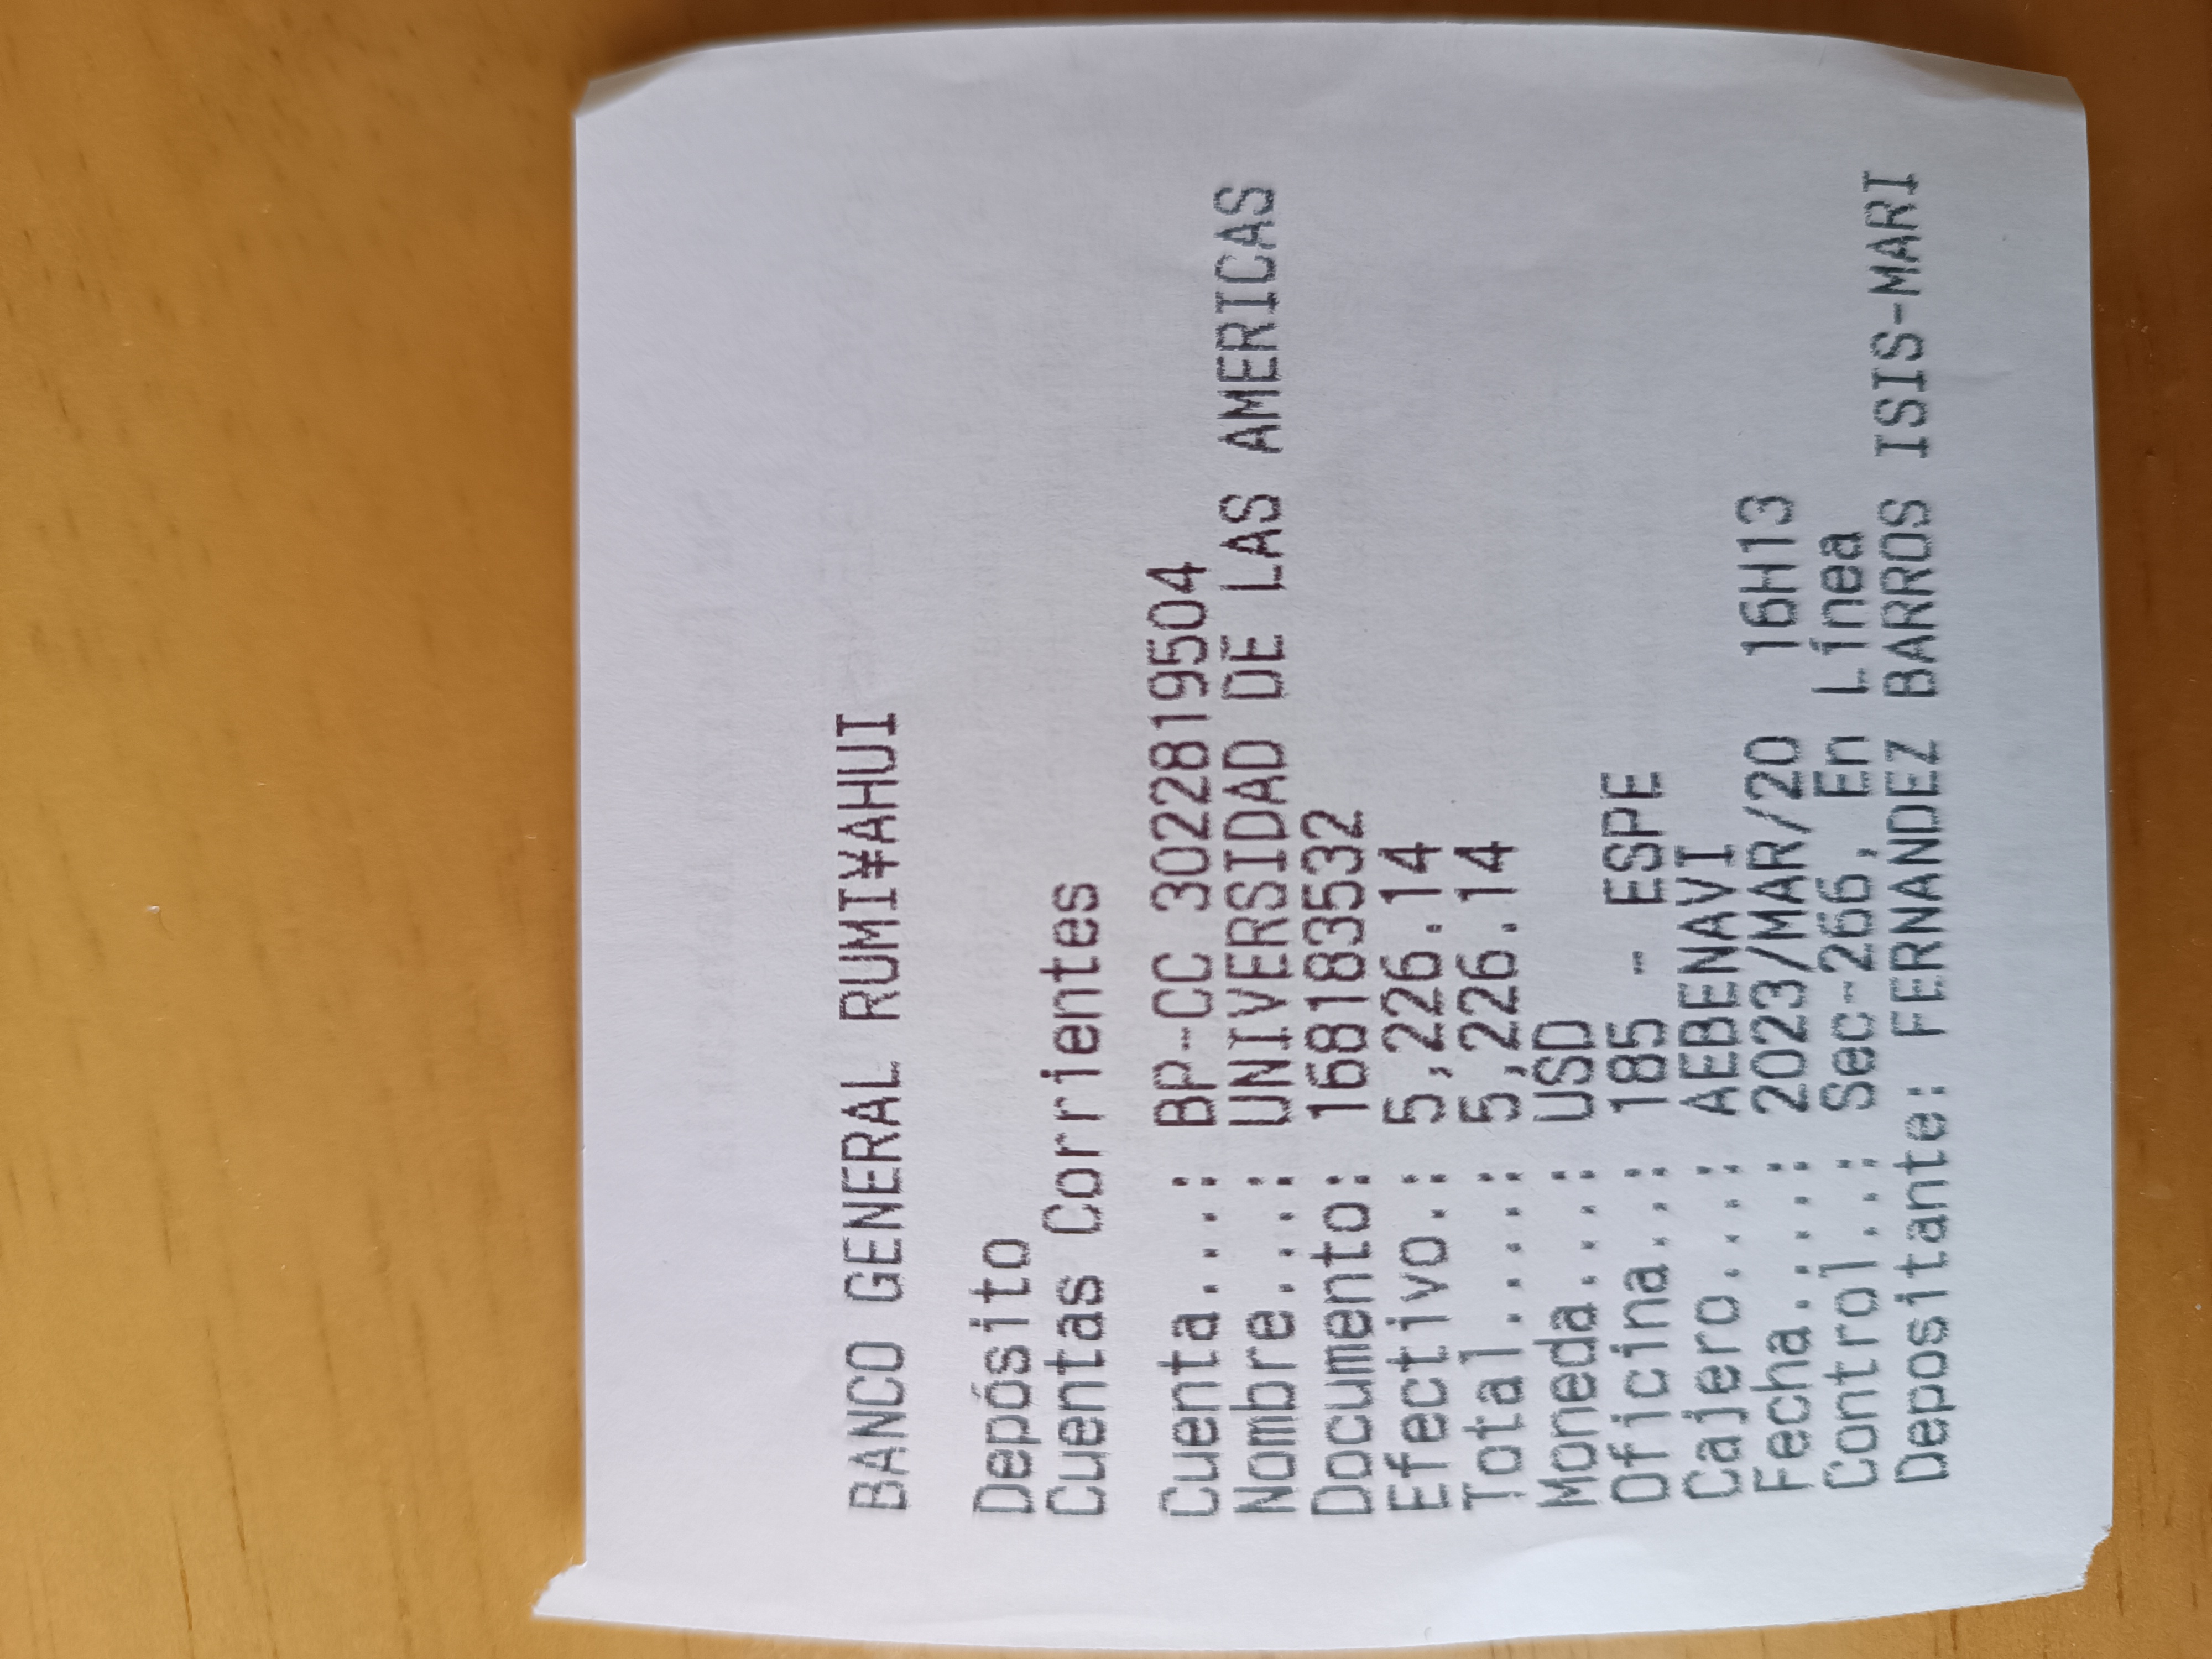 BANCO GENERAL RUMI¥AHUI
Depósito
Cuentas Corrientes
Cuenta....: BP-CC 3022819504
Nombre...: UNIVERSIDAD DE LAS AMERICAS
Documento: 1681835532
Efectivo.: 5,226.14
Total.....: 5,226.14
Moneda....: USD
Oficina...: 185 - ESPE
Cajero....: AEBENAVI
Fecha.....: 2023/MAR/20 16H13
Control..: Sec-266, En Línea
Depositante: FERNANDEZ BARROS ISIS-MARI